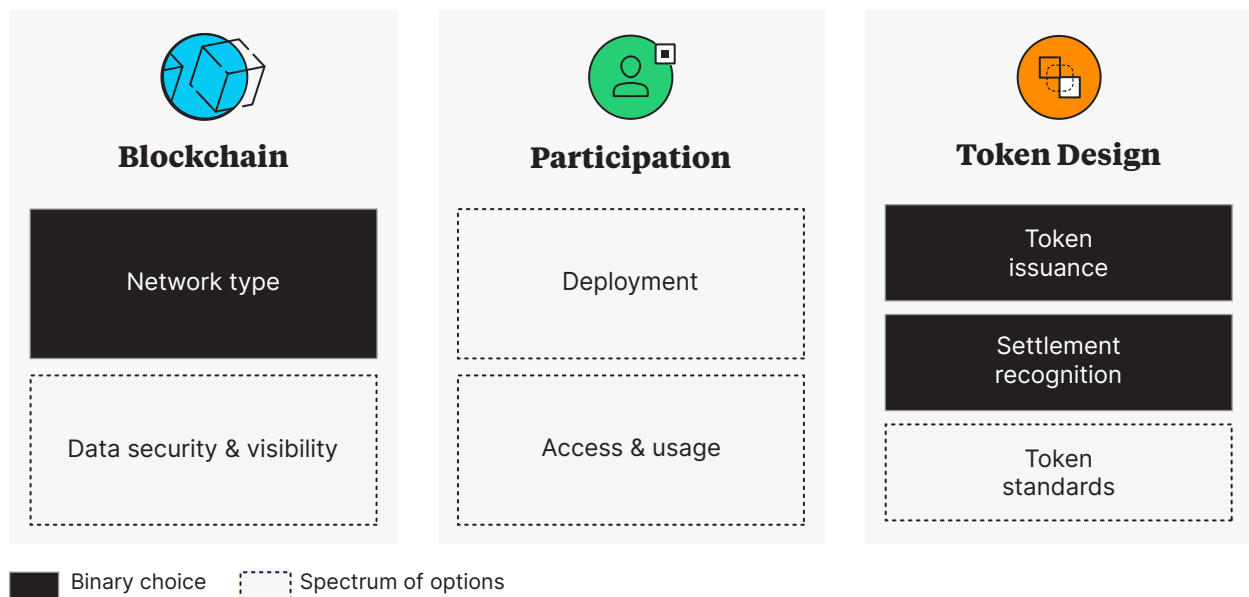 Blockchain
Network type
Data security & visibility
Participation
Deployment
Access & usage
Token Design
Token
issuance
Settlement
recognition
Token
standards
Binary choice
Spectrum of options